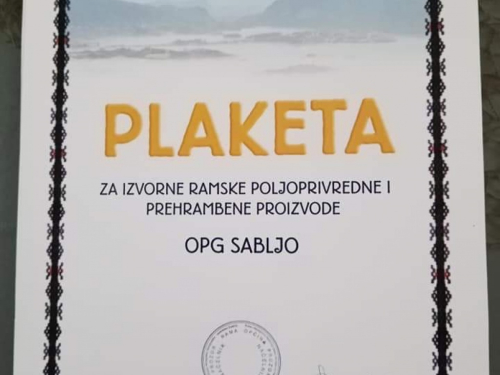 PLAKETA
ZA IZVORNE RAMSKE POLJOPRIVREDNE I
PREHRAMBENE PROIZVODE
OPG SABLJO